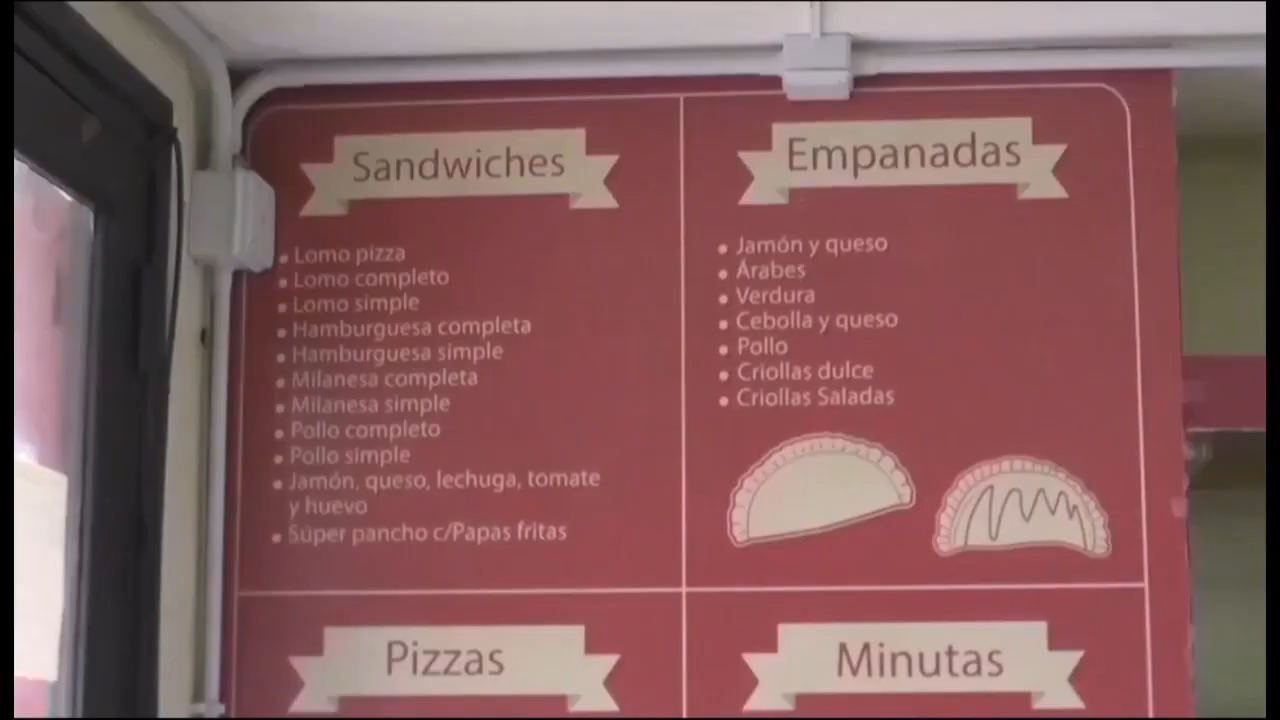 Sandwiches
• Lomo pizza
• Lomo completo
• Lomo simple
• Hamburguesa completa
• Hamburguesa simple
• Milanesa completa
• Milanesa simple
• Pollo completo
• Pollo simple
• Jamón, queso, lechuga, tomate
y huevo
• Súper pancho c/Papas fritas
Empanadas
• Jamón y queso
• Árabes
• Verdura
• Cebolla y queso
• Pollo
• Criollas dulce
• Criollas Saladas
Pizzas
Minutas